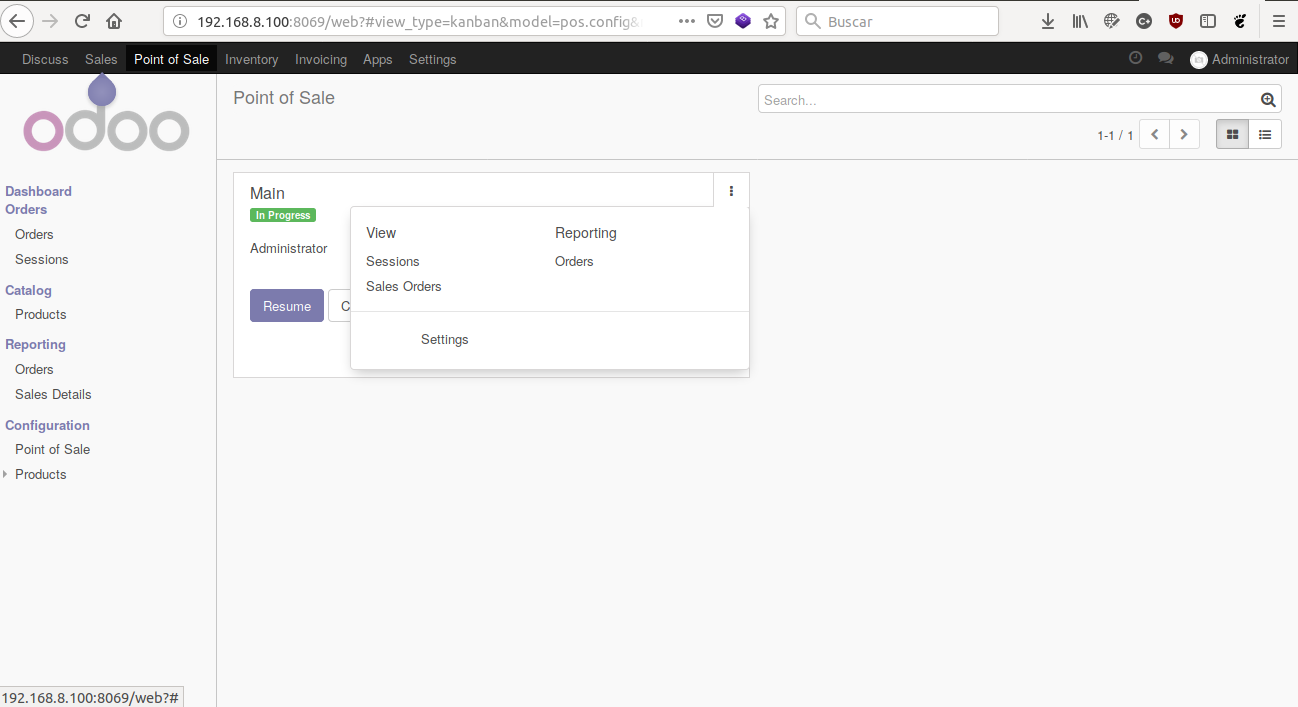 192.168.8.100:8069/web?#view_type=kanban&model=pos.config&
Buscar
Discuss Sales Point of Sale Inventory Invoicing Apps Settings Administrator
odoo
Point of Sale
Search...
1-1 / 1
Dashboard
Orders
Orders
Sessions
Catalog
Products
Reporting
Orders
Sales Details
Configuration
Point of Sale
Products
Main
In Progress
Administrator
Resume
C
View
Sessions
Sales Orders
Reporting
Orders
Settings
192.168.8.100:8069/web?#